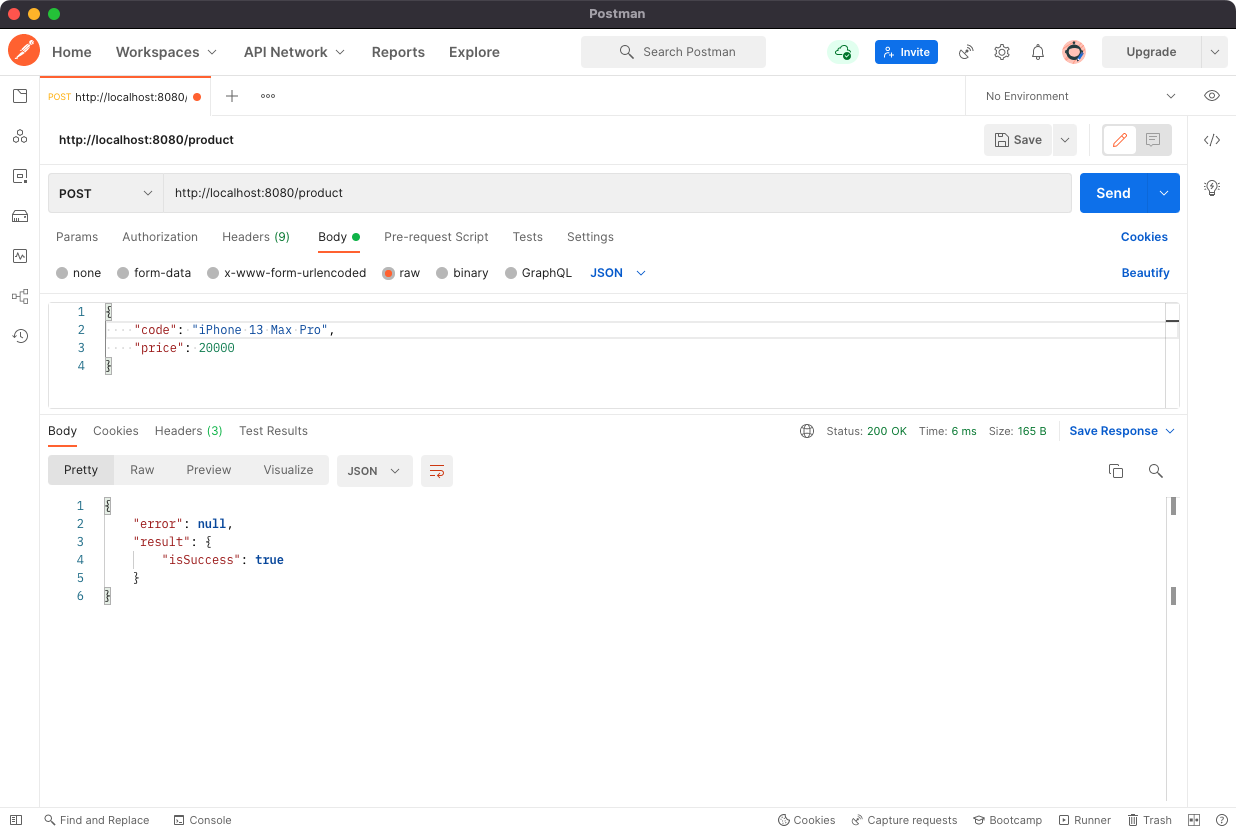 Postman
Home Workspaces API Network Reports Explore Search Postman Invite Upgrade
POST http://localhost:8080/ No Environment
http://localhost:8080/product Save
POST http://localhost:8080/product Send
Params Authorization Headers (9) Body Pre-request Script Tests Settings Cookies
none form-data x-www-form-urlencoded raw binary GraphQL JSON Beautify
1 {
2 "code": "iPhone 13 Max Pro",
3 "price": 20000
4 }
Body Cookies Headers (3) Test Results Status: 200 OK Time: 6 ms Size: 165 B Save Response
Pretty Raw Preview Visualize JSON
1 {
2 "error": null,
3 "result": {
4 "isSuccess": true
5 }
6 }
Find and Replace Console Cookies Capture requests Bootcamp Runner Trash